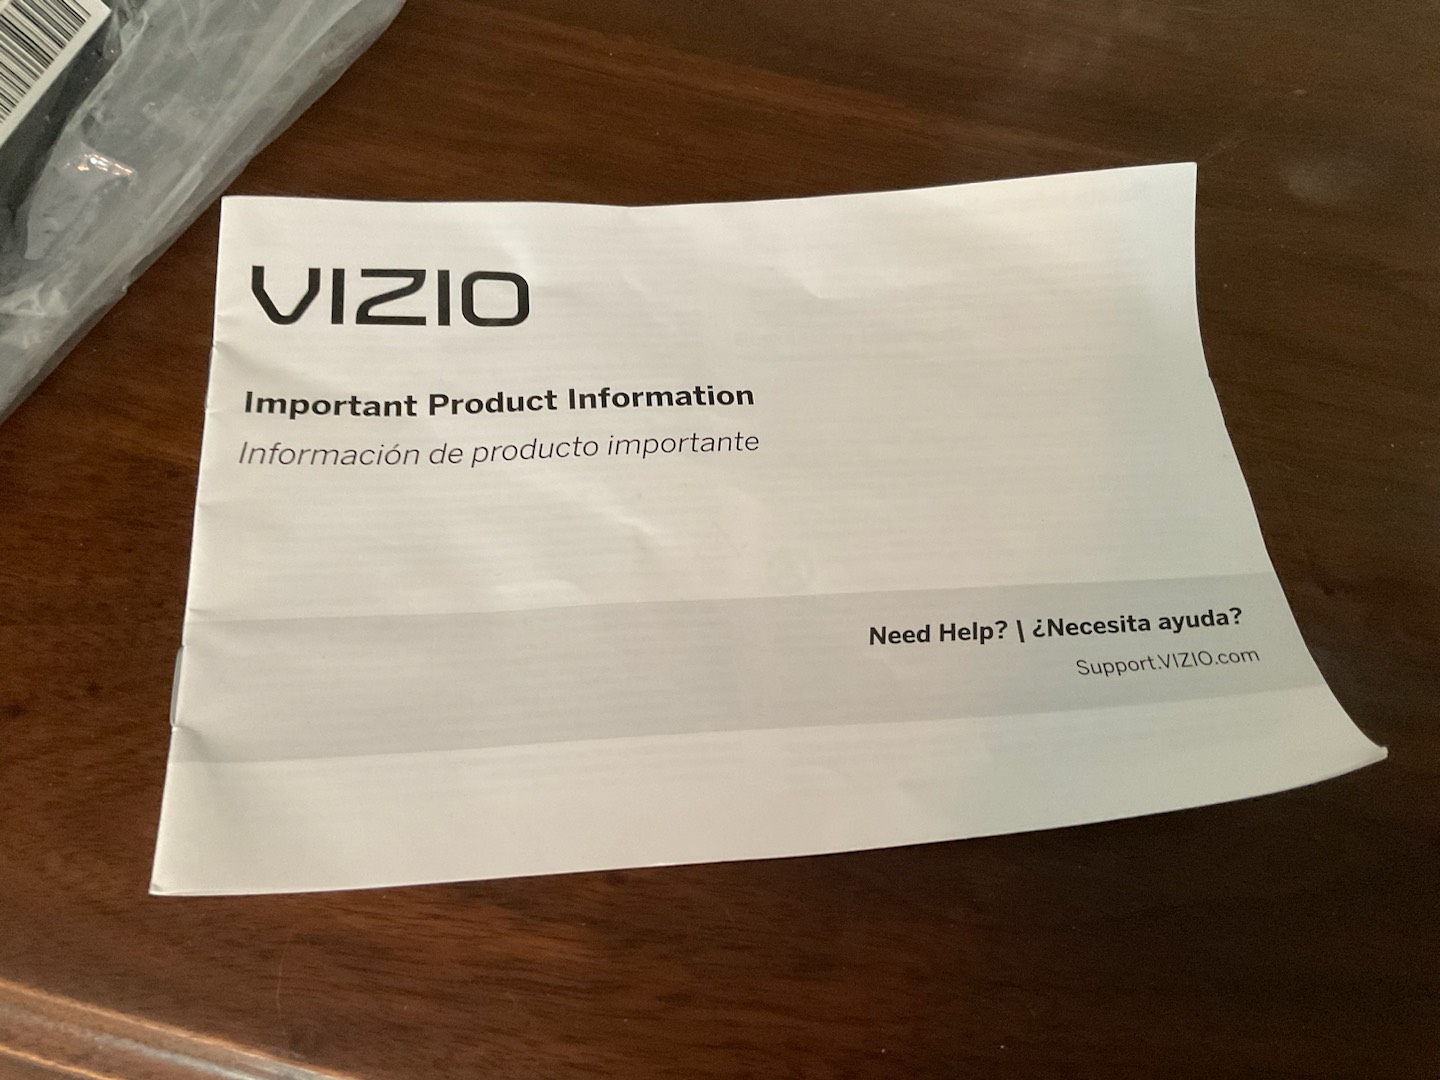 VIZIO
Important Product Information
Información de producto importante
Need Help? | ¿Necesita ayuda?
Support.VIZIO.com